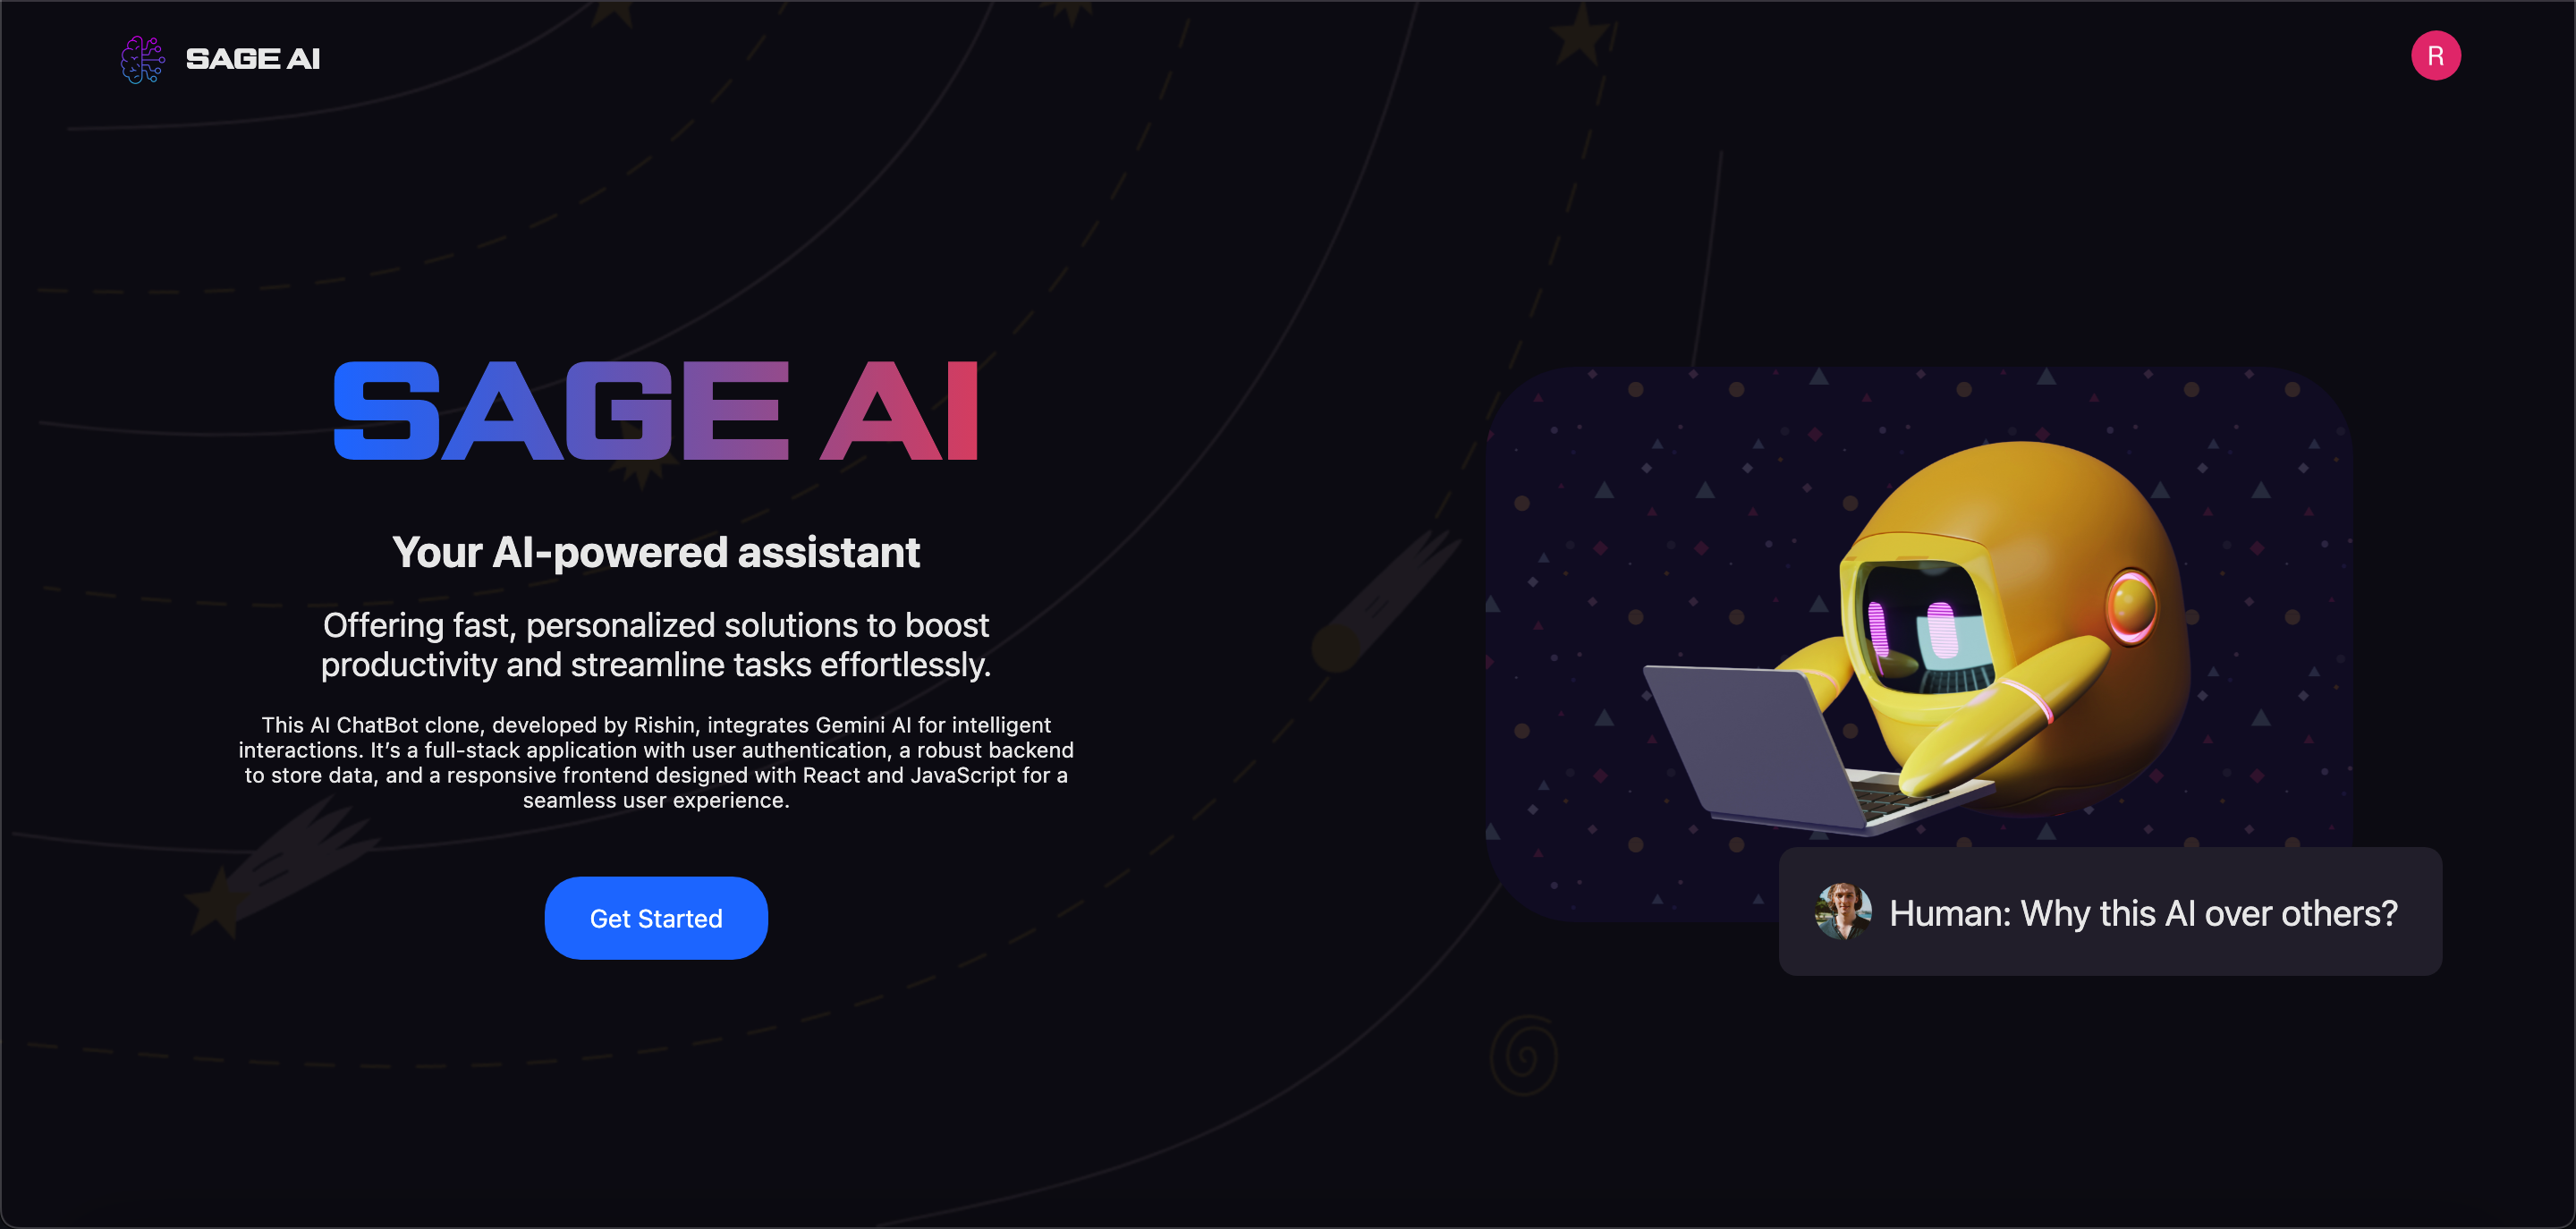 SAGE AI
R
SAGE AI
Your AI-powered assistant
Offering fast, personalized solutions to boost
productivity and streamline tasks effortlessly.
This AI ChatBot clone, developed by Rishin, integrates Gemini AI for intelligent
interactions. It’s a full-stack application with user authentication, a robust backend
to store data, and a responsive frontend designed with React and JavaScript for a
seamless user experience.
Get Started
Human: Why this AI over others?